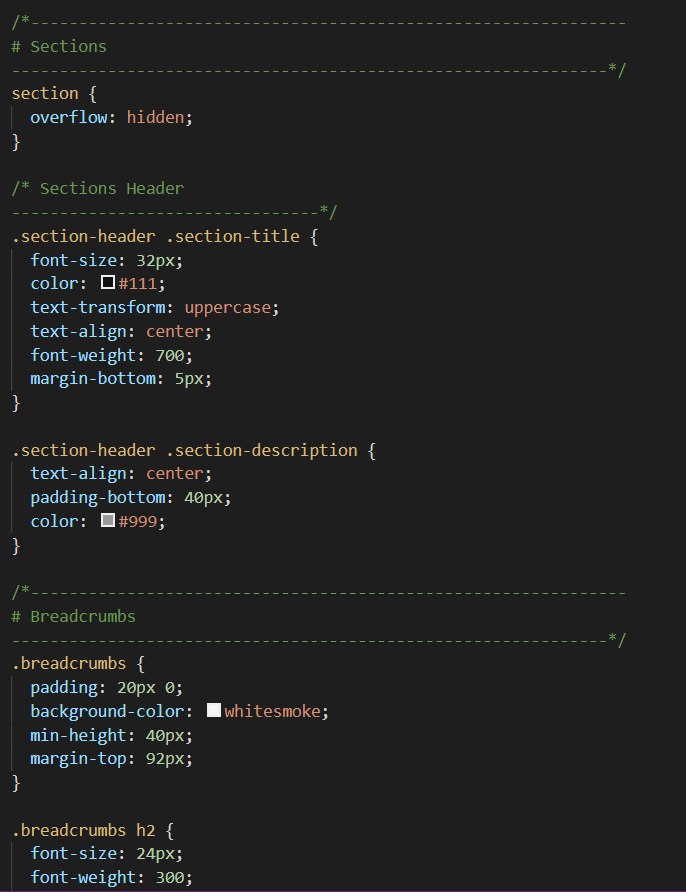 /*--------------------------------------------------------------
# Sections
--------------------------------------------------------------*/
section {
  overflow: hidden;
}

/* Sections Header
--------------------------------*/
.section-header .section-title {
  font-size: 32px;
  color: #111;
  text-transform: uppercase;
  text-align: center;
  font-weight: 700;
  margin-bottom: 5px;
}

.section-header .section-description {
  text-align: center;
  padding-bottom: 40px;
  color: #999;
}

/*--------------------------------------------------------------
# Breadcrumbs
--------------------------------------------------------------*/
.breadcrumbs {
  padding: 20px 0;
  background-color: whitesmoke;
  min-height: 40px;
  margin-top: 92px;
}

.breadcrumbs h2 {
  font-size: 24px;
  font-weight: 300;